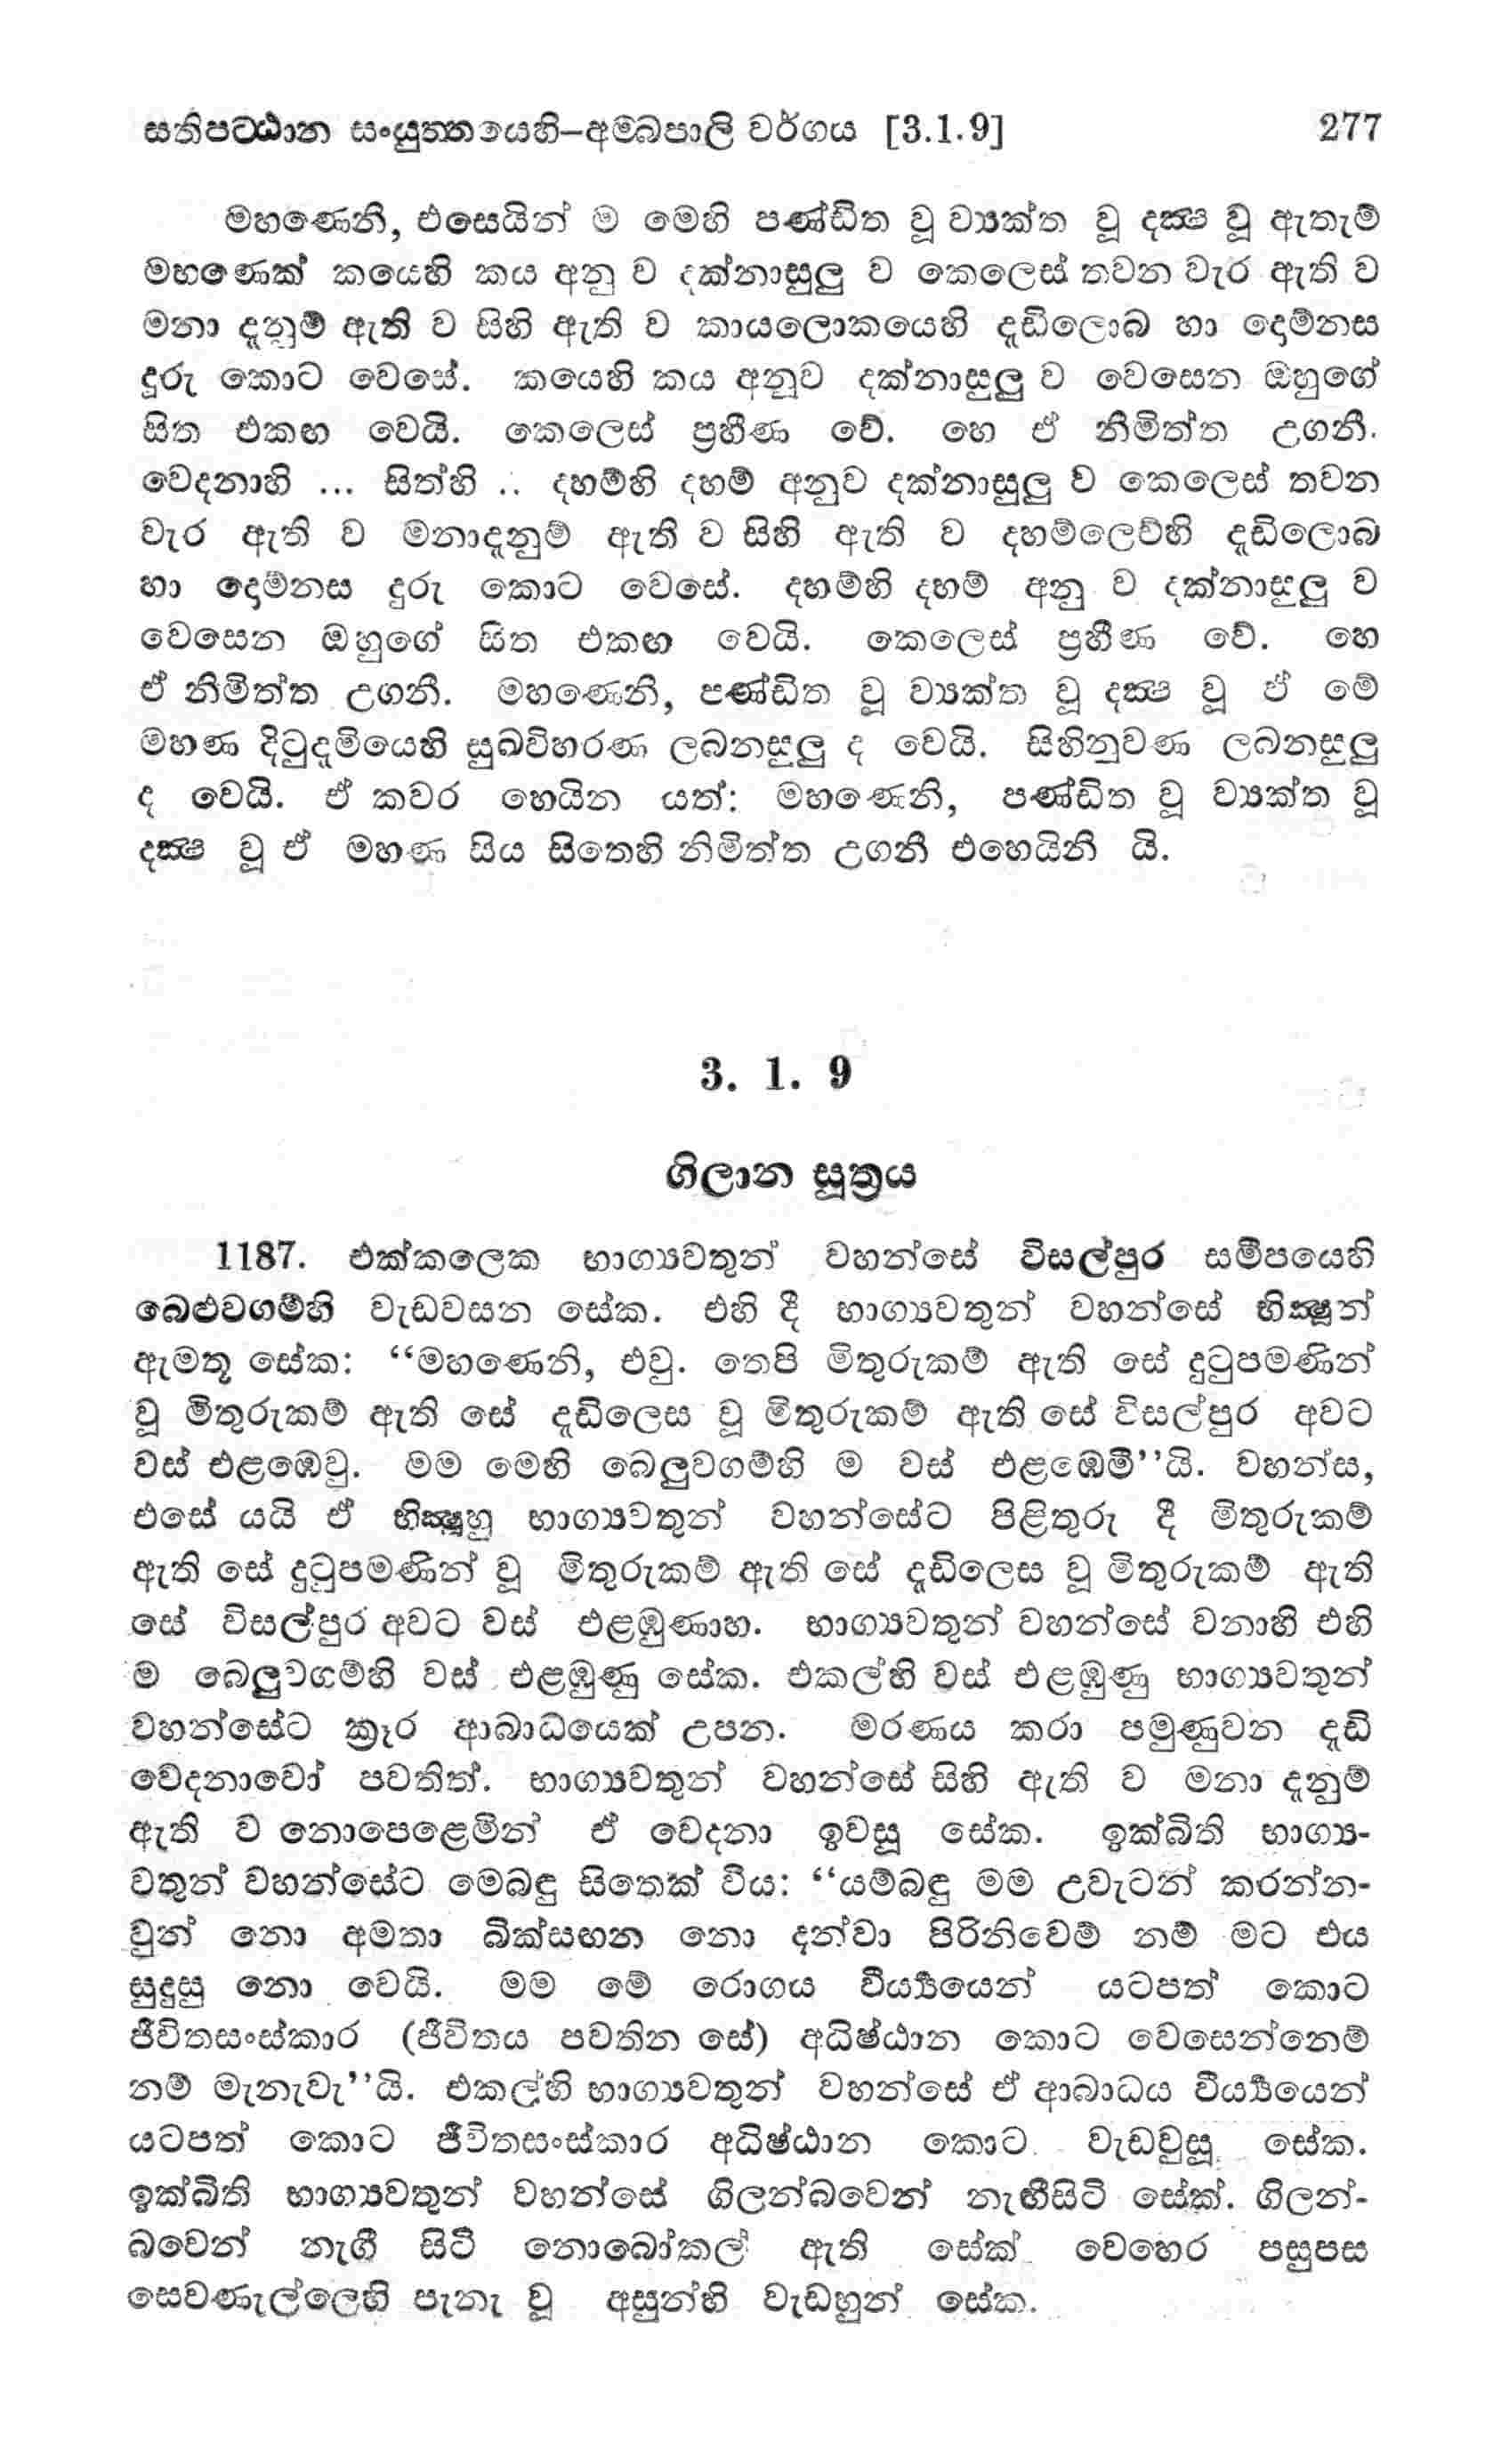 සතිපට්ඨාන සංයුත්තයෙහි–අම්බපාලි වර්ගය [3.1.9] 277
මහණෙනි, එසෙයින් ම මෙහි පණ්ඩිත වූ ව්‍යක්ත වූ දක්‍ෂ වූ ඇතැම්
මහණෙක් කයෙහි කය අනු ව දක්නාසුලු ව කෙලෙස් තවන වැර ඇති ව
මනා දැනුම් ඇති ව සිහි ඇති ව කායලොකයෙහි දැඩිලොබ හා දොම්නස
දුරු කොට වෙසේ. කයෙහි කය අනුව දක්නාසුලු ව වෙසෙන ඔහුගේ
සිත එකඟ වෙයි. කෙලෙස් ප්‍රහීණ වේ. හෙ ඒ නිමිත්ත උගනී.
වෙදනාහි ... සිත්හි .. දහම්හි දහම් අනුව දක්නාසුලු ව කෙලෙස් තවන
වැර ඇති ව මනාදැනුම් ඇති ව සිහි ඇති ව දහම්ලෙව්හි දැඩිලොබ
හා දොම්නස දුරු කොට වෙසේ. දහම්හි දහම් අනු ව දක්නාසුලු ව
වෙසෙන ඔහුගේ සිත එකඟ වෙයි. කෙලෙස් ප්‍රහීණ වේ. හෙ
ඒ නිමිත්ත උගනී. මහණෙනි, පණ්ඩිත වූ ව්‍යක්ත වූ දක්‍ෂ වූ ඒ මේ
මහණ දිටුදැමියෙහි සුඛවිහරණ ලබනසුලු ද වෙයි. සිහිනුවණ ලබනසුලු
ද වෙයි. ඒ කවර හෙයින යත්: මහණෙනි, පණ්ඩිත වූ ව්‍යක්ත වූ
දක්‍ෂ වූ ඒ මහණ සිය සිතෙහි නිමිත්ත උගනී එහෙයිනි යි.
3. 1. 9
ගිලාන සූත්‍රය
1187. එක්කලෙක භාග්‍යවතුන් වහන්සේ විසල්පුර සමීපයෙහි
බෙළුවගම්හි වැඩවසන සේක. එහි දී භාග්‍යවතුන් වහන්සේ භික්‍ෂූන්
ඇමතූ සේක: “මහණෙනි, එවු. තෙපි මිතුරුකම් ඇති සේ දුටුපමණින්
වූ මිතුරුකම් ඇති සේ දැඩිලෙස වූ මිතුරුකම් ඇති සේ විසල්පුර අවට
වස් එළඹෙවු. මම මෙහි බෙලුවගම්හි ම වස් එළඹෙමී”යි. වහන්ස,
එසේ යයි ඒ භික්‍ෂූහු භාග්‍යවතුන් වහන්සේට පිළිතුරු දී මිතුරුකම්
ඇති සේ දුටුපමණින් වූ මිතුරුකම් ඇති සේ දැඩිලෙස වූ මිතුරුකම් ඇති
සේ විසල්පුර අවට වස් එළඹුණාහ. භාග්‍යවතුන් වහන්සේ වනාහි එහි
ම බෙලුවගම්හි වස් එළඹුණු සේක. එකල්හි වස් එළඹුණු භාග්‍යවතුන්
වහන්සේට ක්‍රූර ආබාධයෙක් උපන. මරණය කරා පමුණුවන දැඩි
වෙදනාවෝ පවතිත්. භාග්‍යවතුන් වහන්සේ සිහි ඇති ව මනා දැනුම්
ඇති ව නොපෙළෙමින් ඒ වෙදනා ඉවසූ සේක. ඉක්බිති භාග්‍ය-
වතුන් වහන්සේට මෙබඳු සිතෙක් විය: “යම්බඳු මම උවැටන් කරන්න-
වුන් නො අමතා බික්සඟන නො දන්වා පිරිනිවෙම් නම් මට එය
සුදුසු නො වෙයි. මම මේ රොගය වීර්‍ය්‍යයෙන් යටපත් කොට
ජීවිතසංස්කාර (ජීවිතය පවතින සේ) අධිෂ්ඨාන කොට වෙසෙන්නෙම්
නම් මැනැවැ”යි. එකල්හි භාග්‍යවතුන් වහන්සේ ඒ ආබාධය වීර්‍ය්‍යයෙන්
යටපත් කොට ජීවිතසංස්කාර අධිෂ්ඨාන කොට වැඩවුසූ සේක.
ඉක්බිති භාග්‍යවතුන් වහන්සේ ගිලන්බවෙන් නැඟීසිටි සේක්. ගිලන්-
බවෙන් නැගී සිටි නොබෝකල් ඇති සේක් වෙහෙර පසුපස
සෙවණැල්ලෙහි පැනැ වූ අසුන්හි වැඩහුන් සේක.